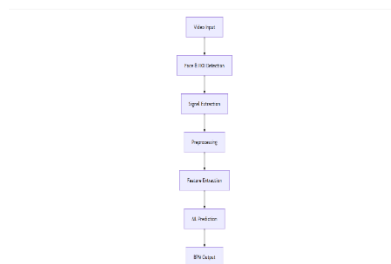 Video Input
Face & ROI Detection
Signal Extraction
Preprocessing
Feature Extraction
ML Prediction
BPM Output